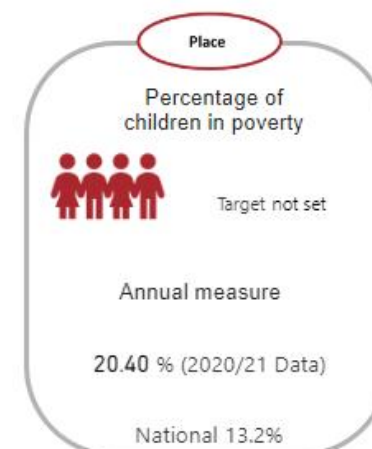 Place
Percentage of
children in poverty
Target not set
Annual measure
20.40 % (2020/21 Data)
National 13.2%